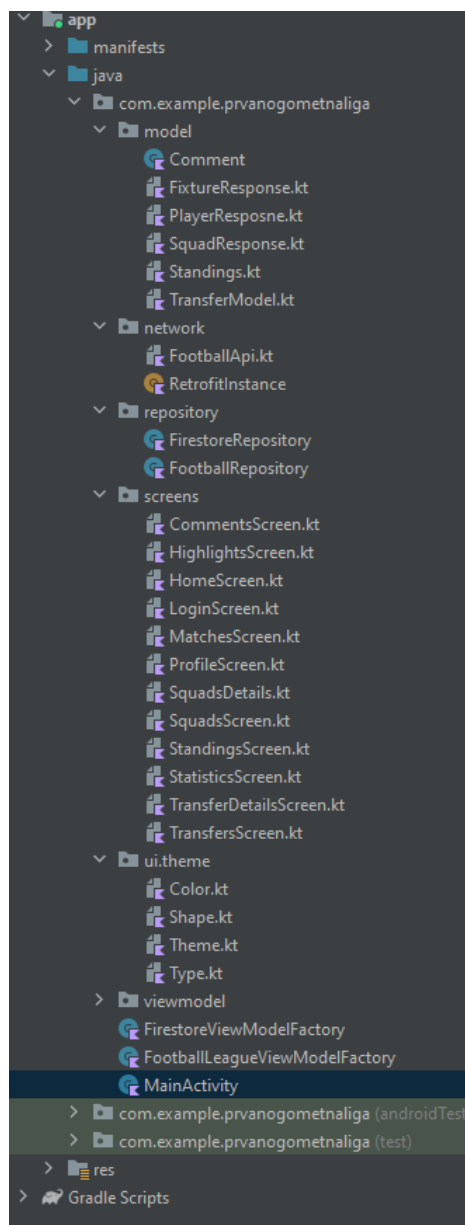 app
manifests
java
com.example.prvanogometnaliga
model
Comment
FixtureResponse.kt
PlayerResposne.kt
SquadResponse.kt
Standings.kt
TransferModel.kt
network
FootballApi.kt
RetrofitInstance
repository
FirestoreRepository
FootballRepository
screens
CommentsScreen.kt
HighlightsScreen.kt
HomeScreen.kt
LoginScreen.kt
MatchesScreen.kt
ProfileScreen.kt
SquadsDetails.kt
SquadsScreen.kt
StandingsScreen.kt
StatisticsScreen.kt
TransferDetailsScreen.kt
TransfersScreen.kt
ui.theme
Color.kt
Shape.kt
Theme.kt
Type.kt
viewmodel
FirestoreViewModelFactory
FootballLeagueViewModelFactory
MainActivity
com.example.prvanogometnaliga (androidTest
com.example.prvanogometnaliga (test)
res
Gradle Scripts